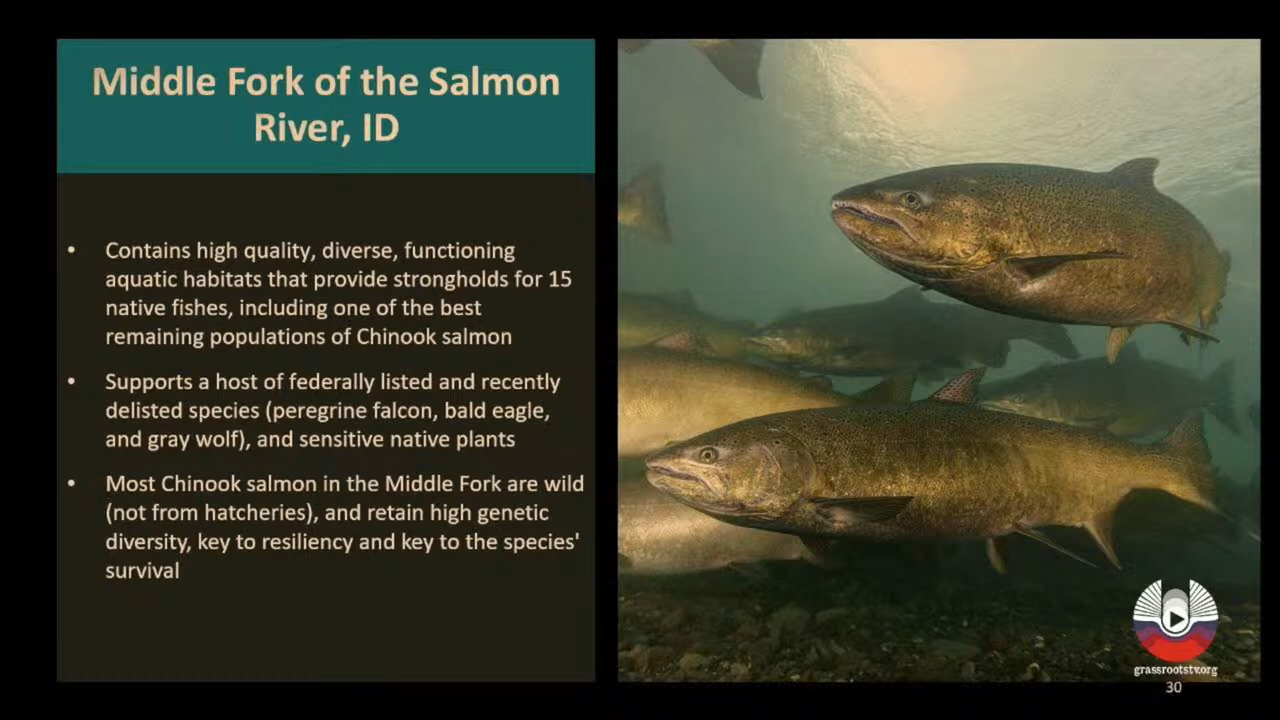 Middle Fork of the Salmon
River, ID
• Contains high quality, diverse, functioning
aquatic habitats that provide strongholds for 15
native fishes, including one of the best
remaining populations of Chinook salmon
• Supports a host of federally listed and recently
delisted species (peregrine falcon, bald eagle,
and gray wolf), and sensitive native plants
• Most Chinook salmon in the Middle Fork are wild
(not from hatcheries), and retain high genetic
diversity, key to resiliency and key to the species'
survival
grassrootstv.org
30